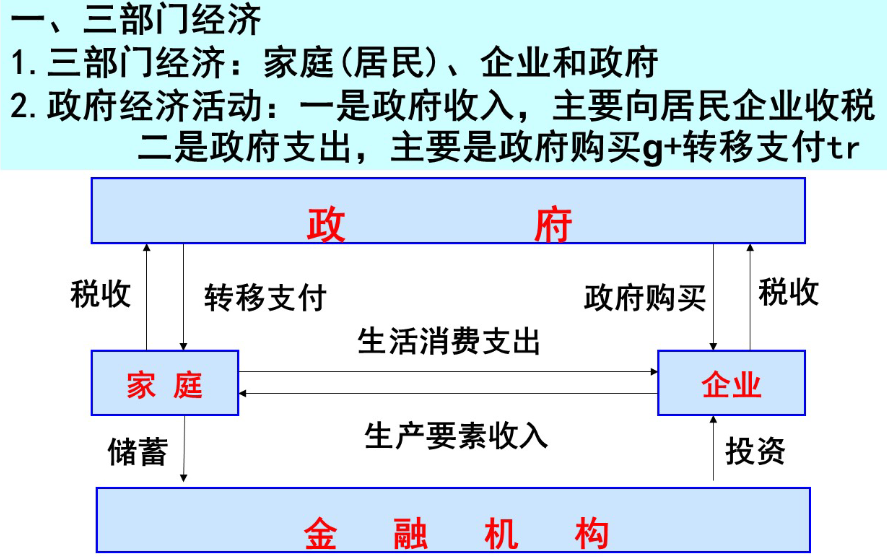 一、三部门经济
1.三部门经济：家庭(居民)、企业和政府
2.政府经济活动：一是政府收入，主要向居民企业收税
二是政府支出，主要是政府购买g+转移支付tr
政 府
税收
转移支付
政府购买
税收
生活消费支出
家 庭
企业
生产要素收入
储蓄
投资
金 融 机 构